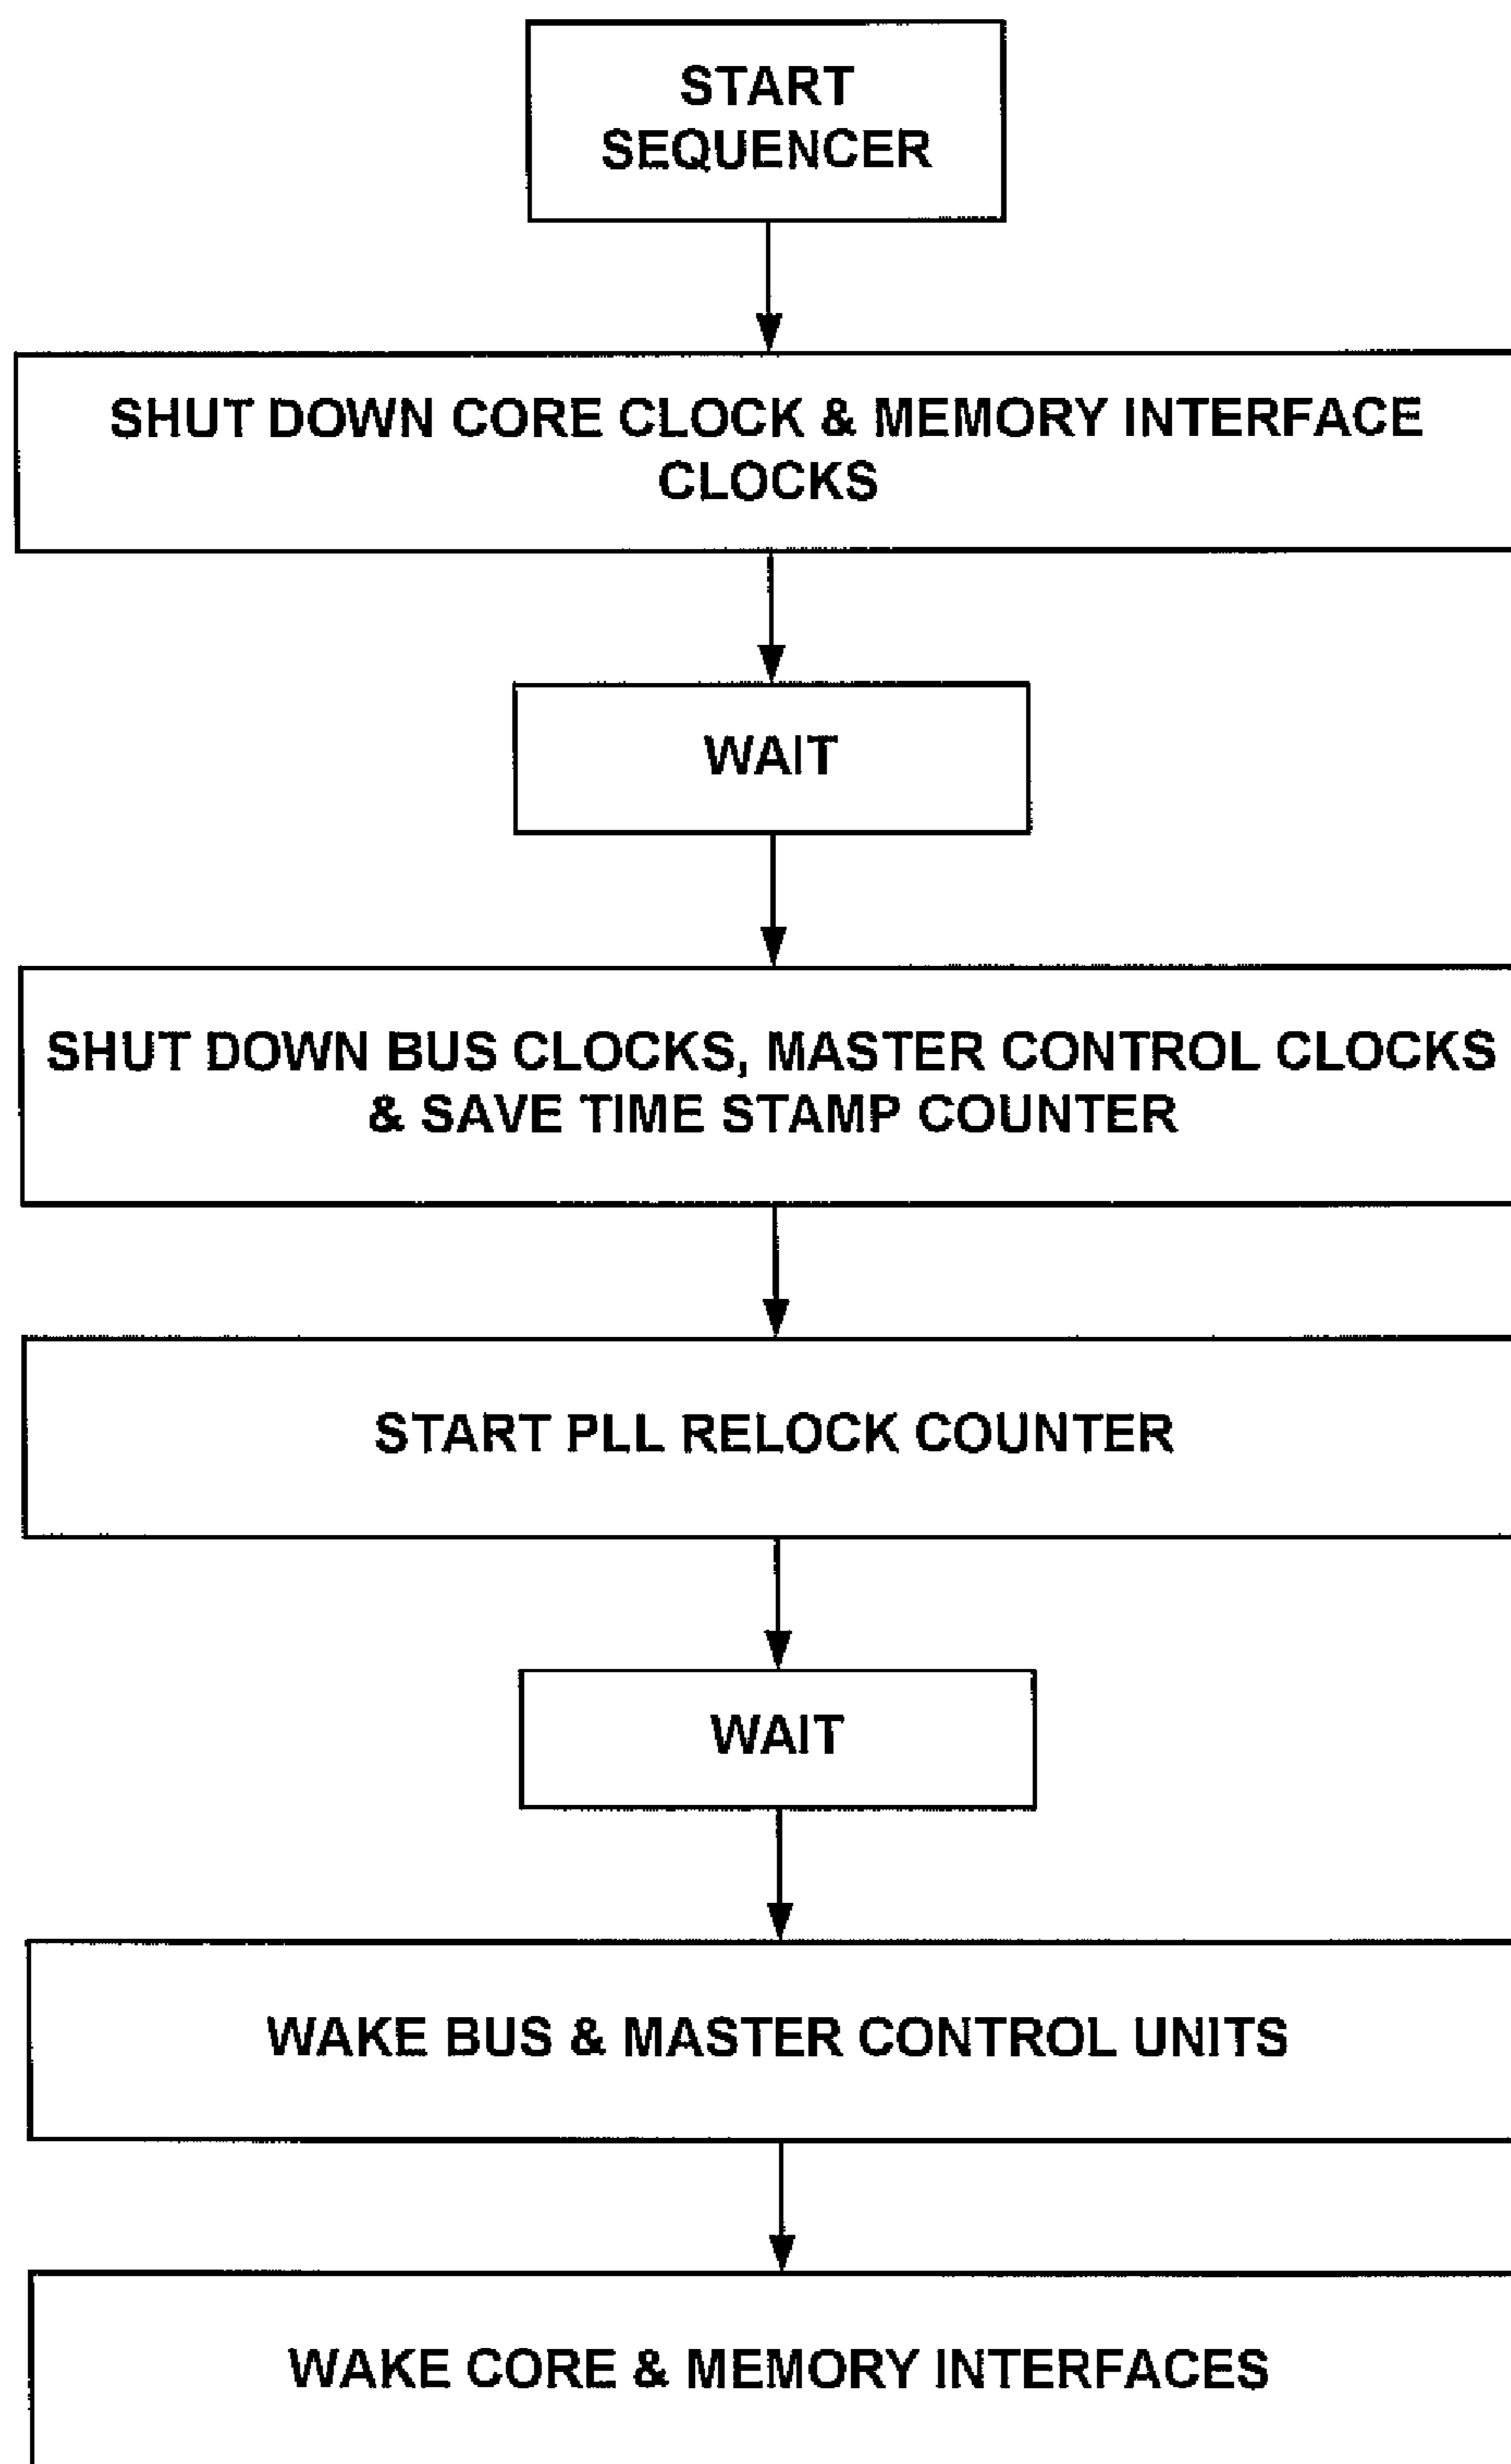 START
SEQUENCER
SHUT DOWN CORE CLOCK & MEMORY INTERFACE
CLOCKS
WAIT
SHUT DOWN BUS CLOCKS, MASTER CONTROL CLOCKS
& SAVE TIME STAMP COUNTER
START PLL RELOCK COUNTER
WAIT
WAKE BUS & MASTER CONTROL UNITS
WAKE CORE & MEMORY INTERFACES